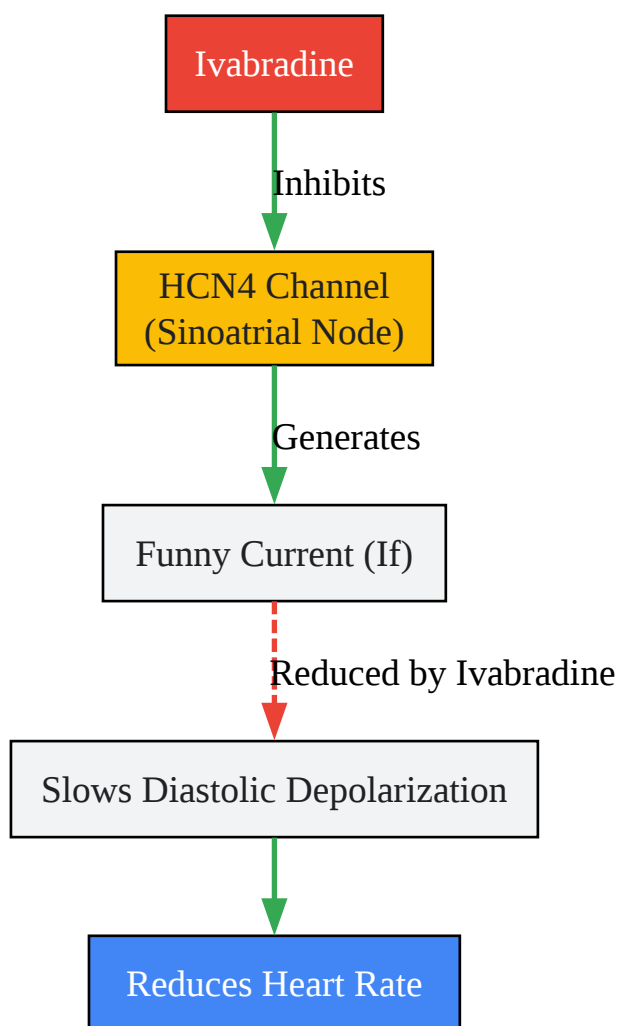 Ivabradine
Inhibits
HCN4 Channel
(Sinoatrial Node)
Generates
Funny Current (If)
Reduced by Ivabradine
Slows Diastolic Depolarization
Reduces Heart Rate